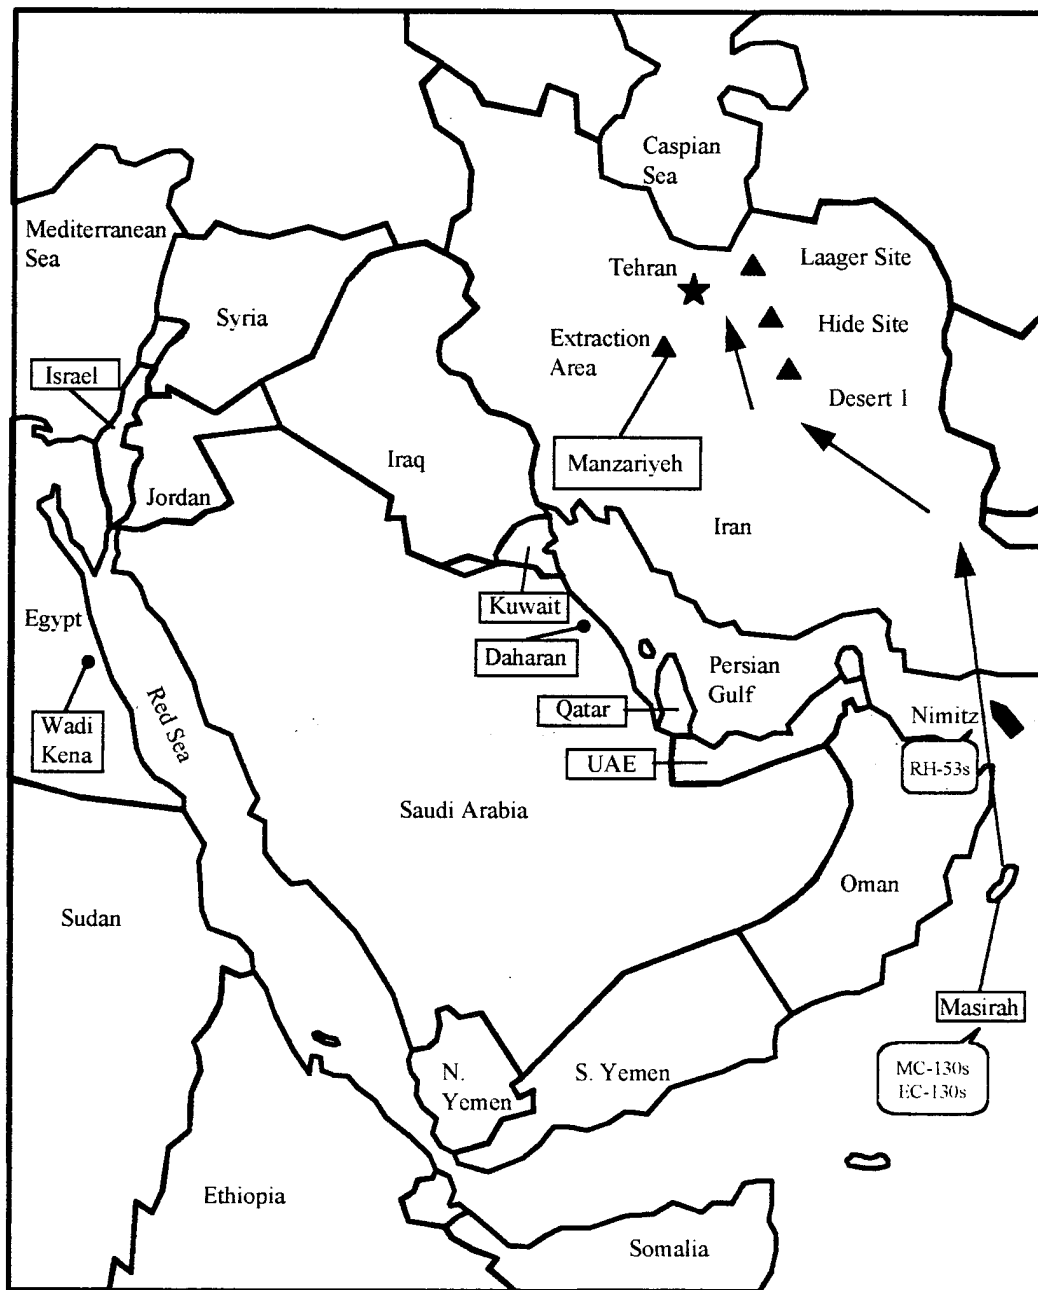 Caspian
Sea
Mediterranean
Sea
Tehran
Laager Site
Syria
Hide Site
Extraction
Area
Israel
Desert 1
Iraq
Manzariyeh
Jordan
Iran
Kuwait
Egypt
Daharan
Persian
Gulf
Red Sea
Qatar
Nimitz
Wadi
Kena
UAE
RH-53s
Saudi Arabia
Oman
Sudan
Masirah
N.
Yemen
S. Yemen
MC-130s
EC-130s
Ethiopia
Somalia